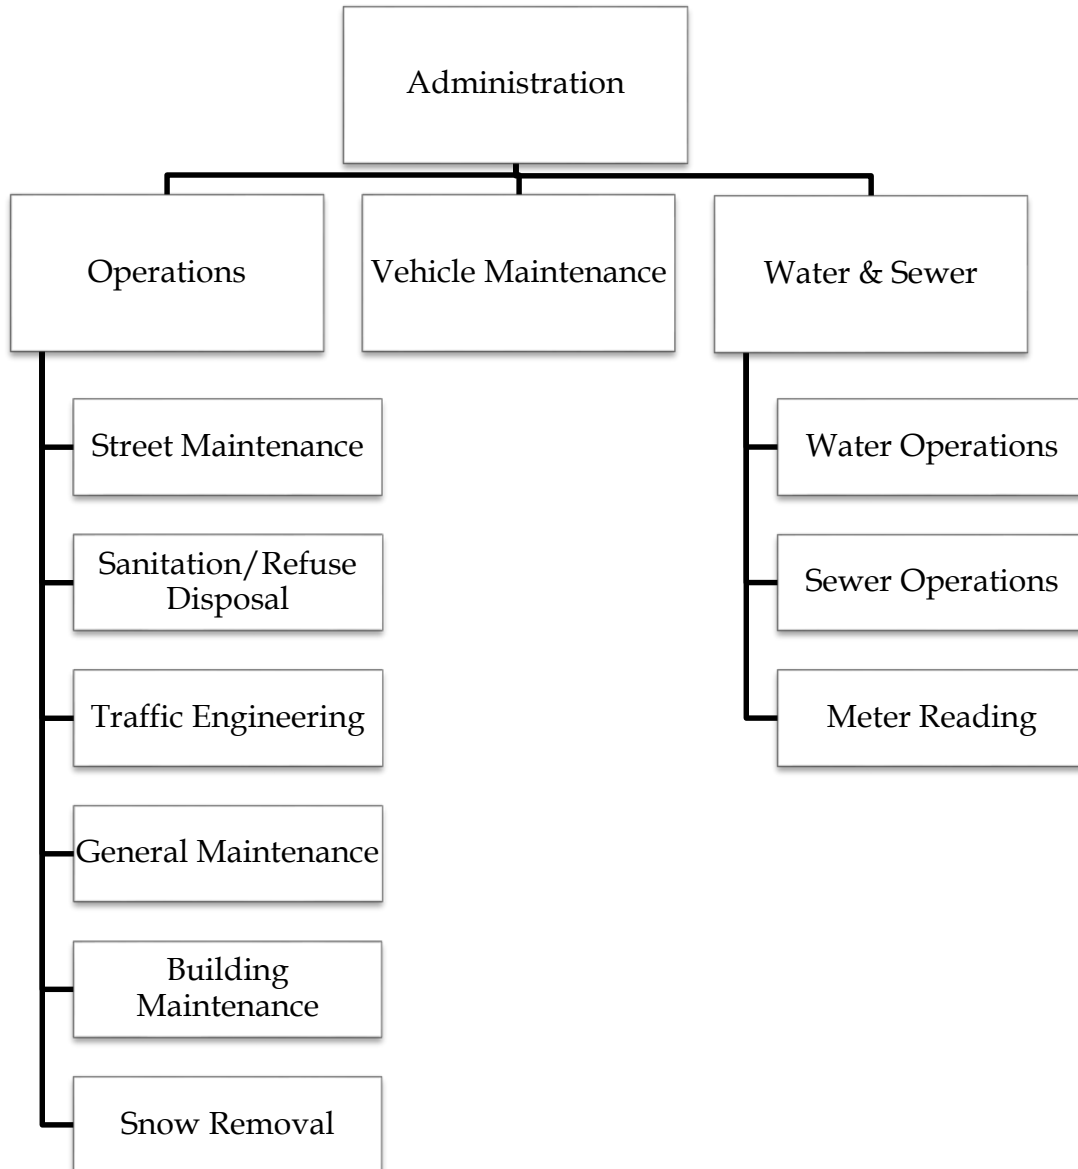 Administration
Operations
Vehicle Maintenance
Water & Sewer
Street Maintenance
Sanitation/Refuse
Disposal
Traffic Engineering
General Maintenance
Building
Maintenance
Snow Removal
Water Operations
Sewer Operations
Meter Reading